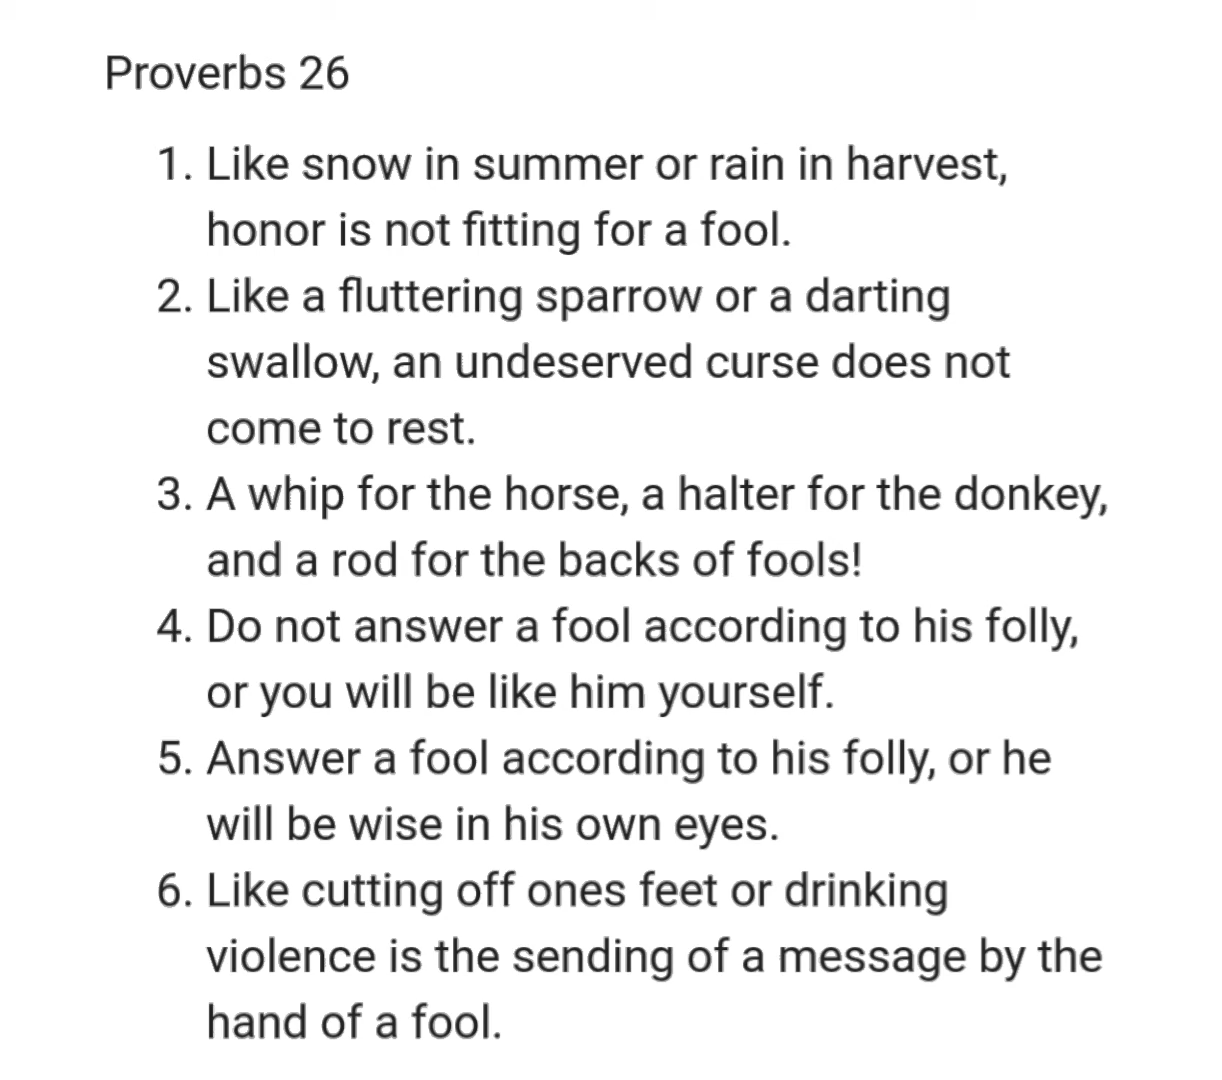 Proverbs 26
1. Like snow in summer or rain in harvest,
honor is not fitting for a fool.
2. Like a fluttering sparrow or a darting
swallow, an undeserved curse does not
come to rest.
3. A whip for the horse, a halter for the donkey,
and a rod for the backs of fools!
4. Do not answer a fool according to his folly,
or you will be like him yourself.
5. Answer a fool according to his folly, or he
will be wise in his own eyes.
6. Like cutting off ones feet or drinking
violence is the sending of a message by the
hand of a fool.